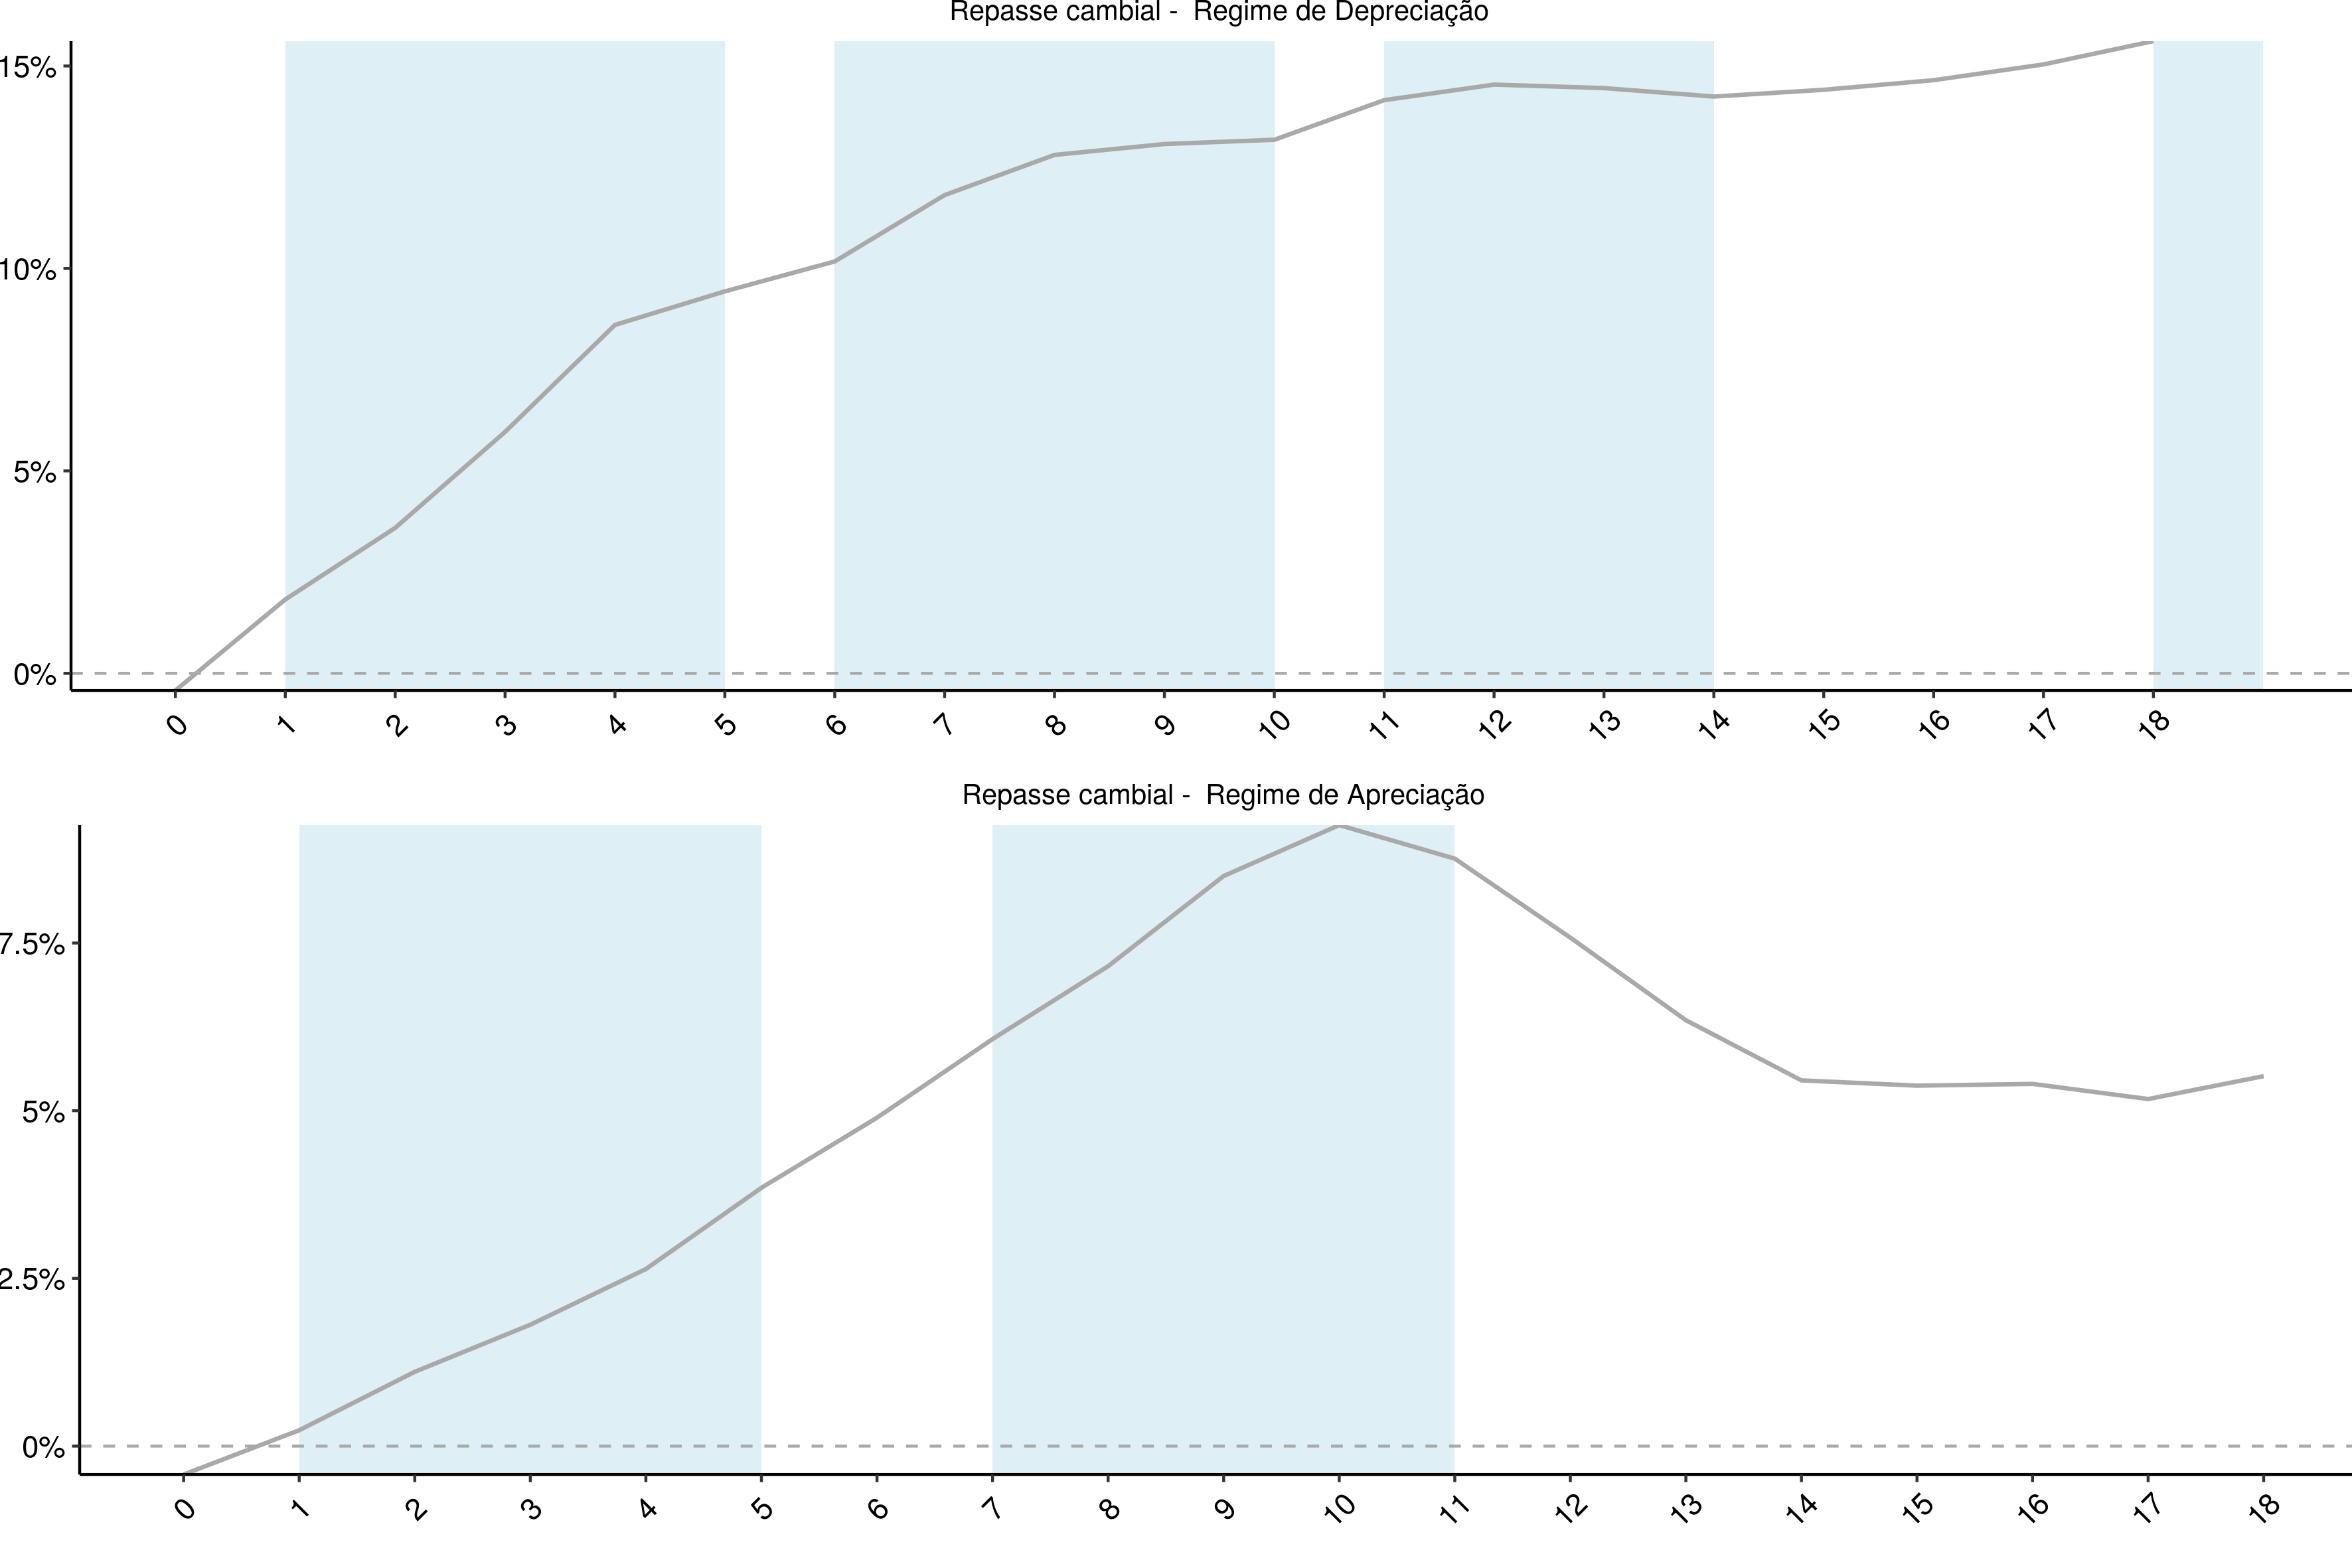 Repasse cambial -  Regime de Depreciação
15%
10%
5%
0%
0 1 2 3 4 5 6 7 8 9 10 11 12 13 14 15 16 17 18
Repasse cambial -  Regime de Apreciação
7.5%
5%
2.5%
0%
0 1 2 3 4 5 6 7 8 9 10 11 12 13 14 15 16 17 18